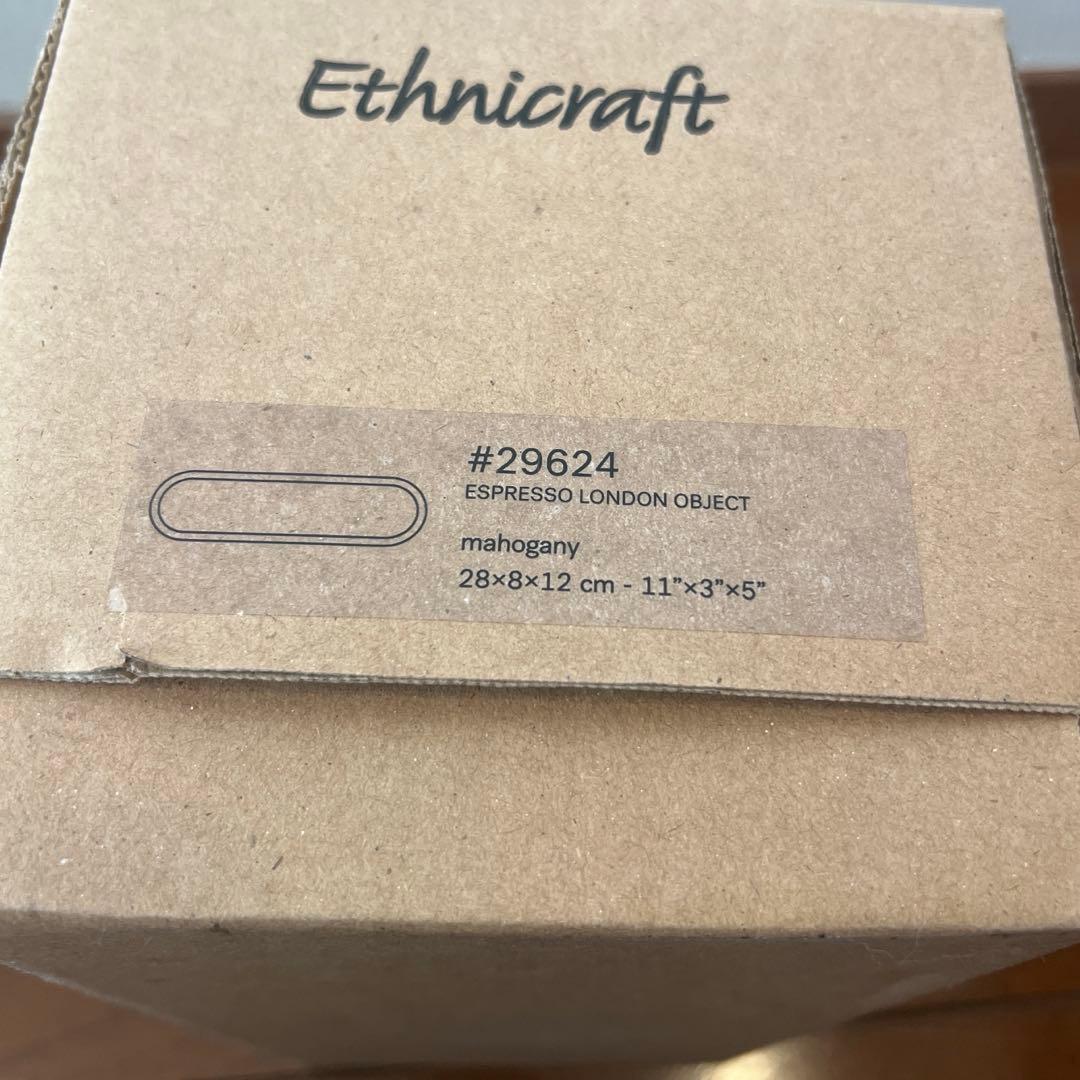 Ethnicraft
#29624
ESPRESSO LONDON OBJECT
mahogany
28×8×12 cm - 11”×3”×5”